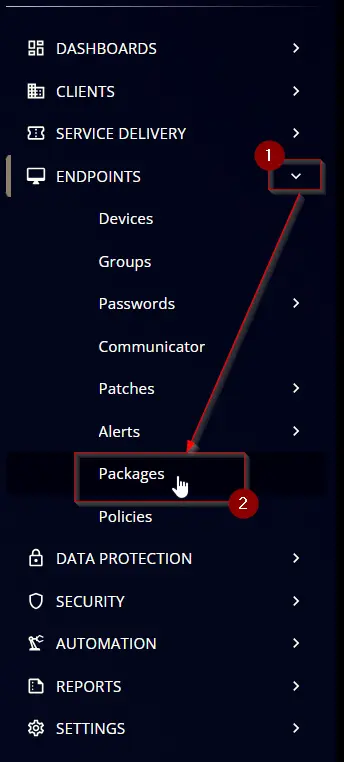 DASHBOARDS
CLIENTS
SERVICE DELIVERY
1
ENDPOINTS
Devices
Groups
Passwords
Communicator
Patches
Alerts
Packages
2
Policies
DATA PROTECTION
SECURITY
AUTOMATION
REPORTS
SETTINGS